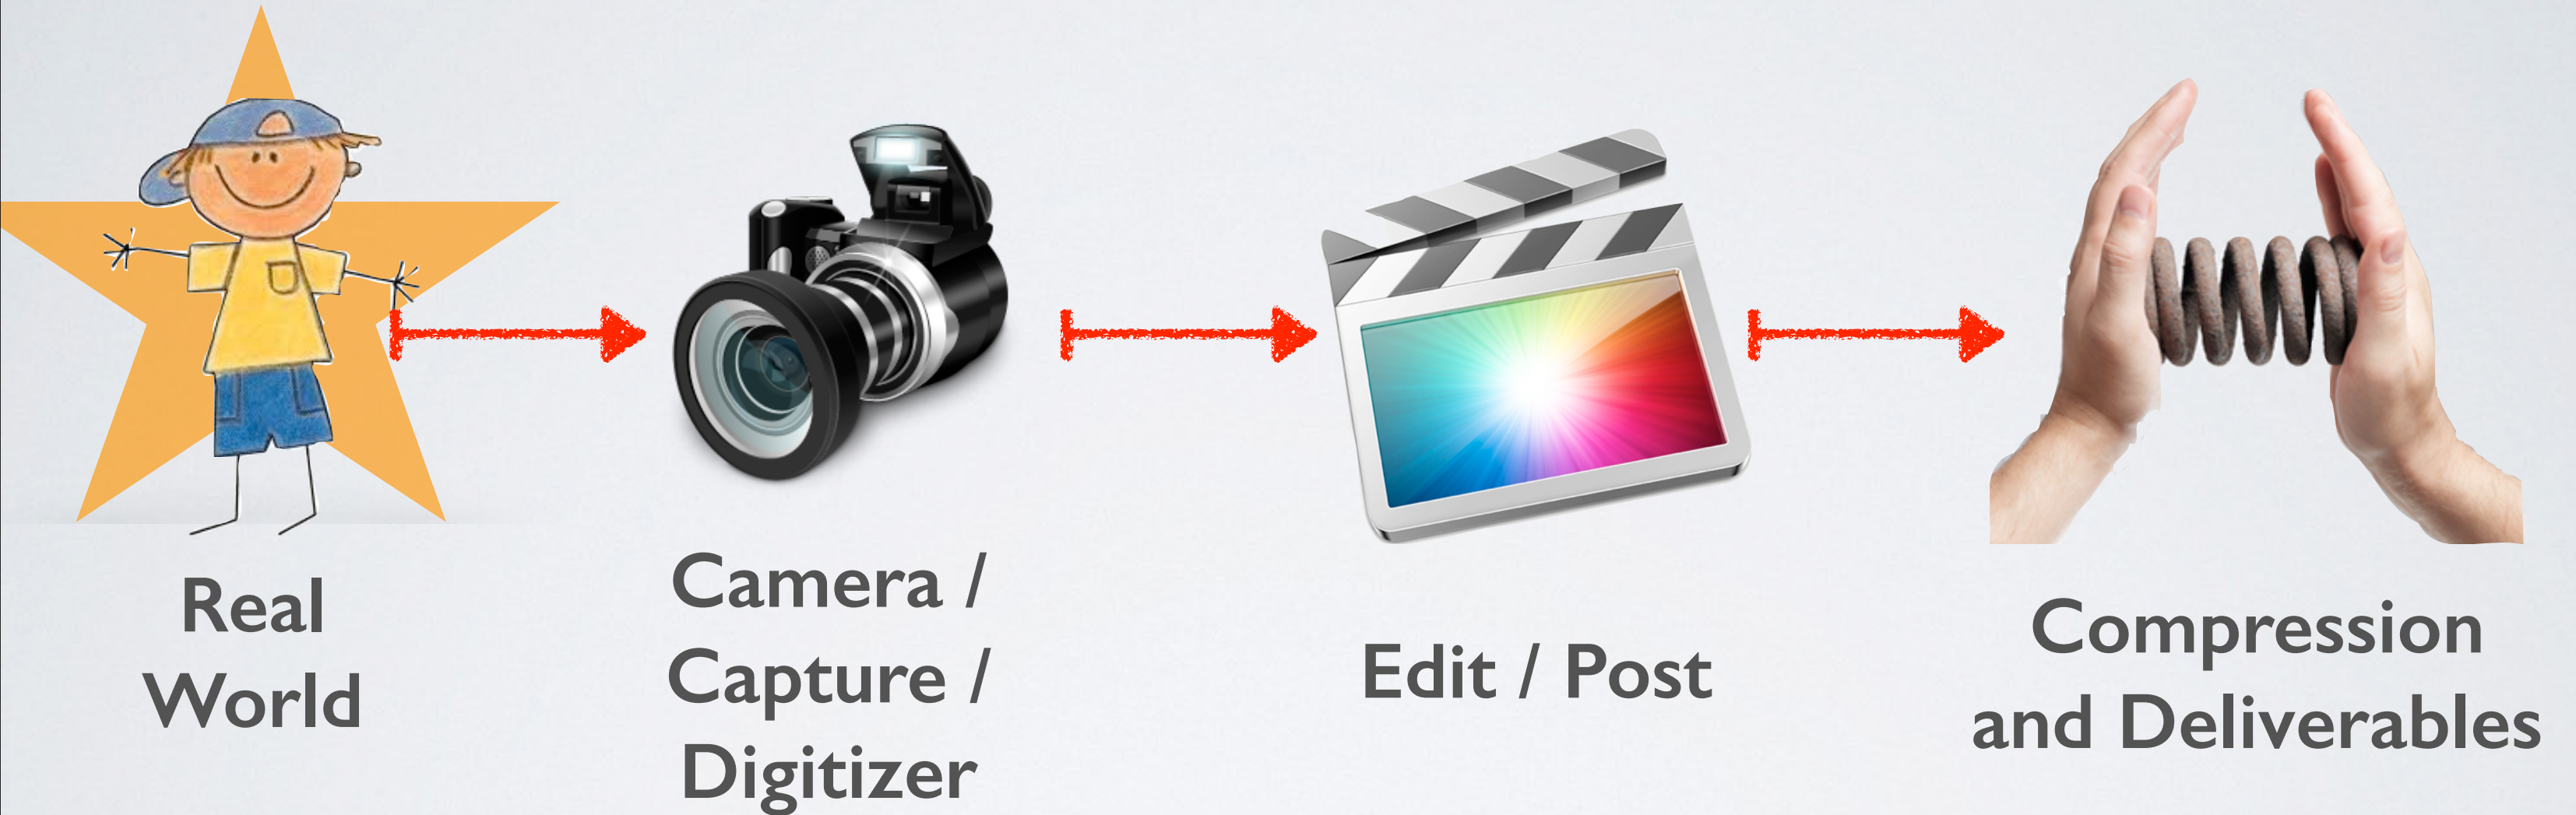 Real
World
Camera /
Capture /
Digitizer
Edit / Post
Compression
and Deliverables